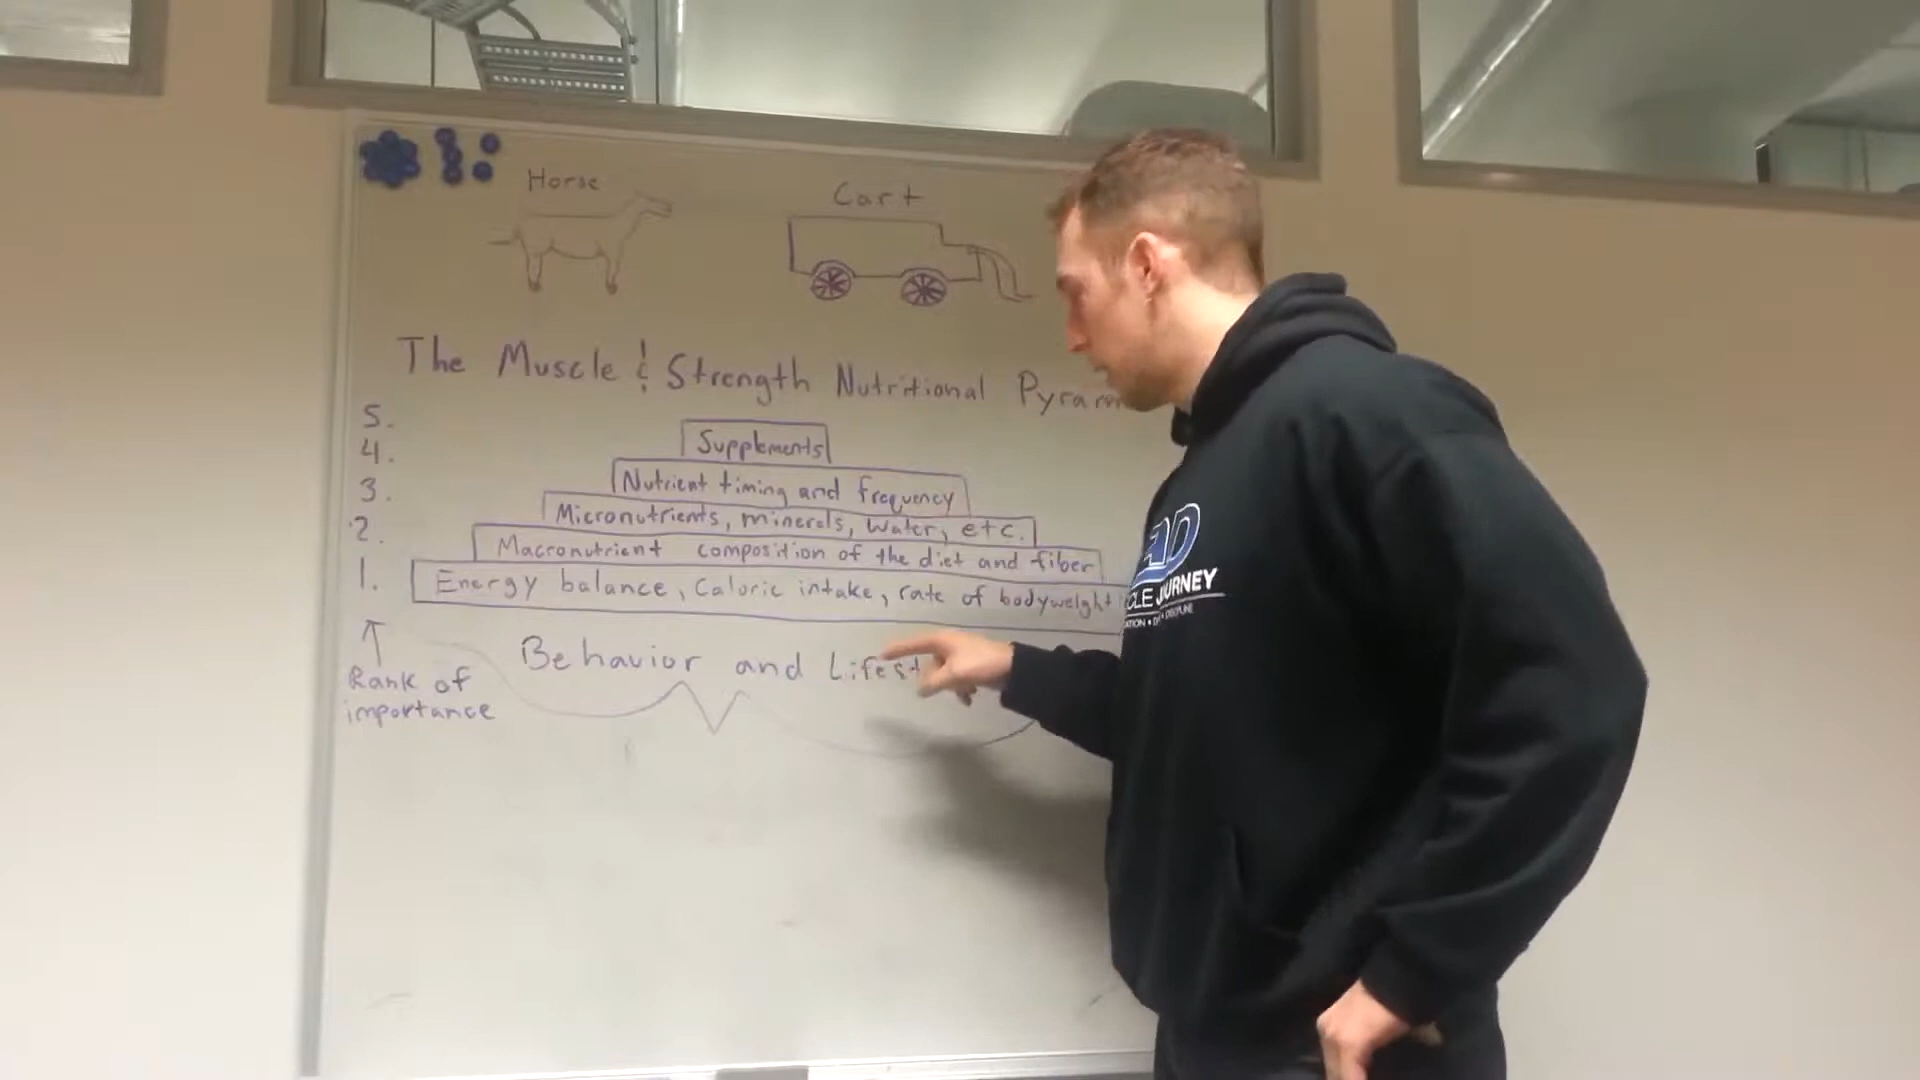 Horse
Cart
The Muscle & Strength Nutritional
5.
Supplements
4.
Nutrient timing and frequency
3.
Micronutrients, minerals, water, etc.
2.
Macronutrient composition of the diet and fiber
1.
Energy balance, Caloric intake, rate of bodyweight
Behavior and
Rank of
importance
JOURNEY